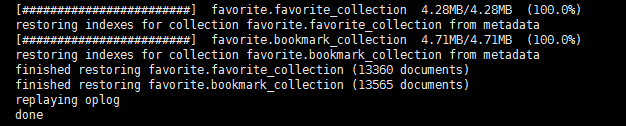 [########################]  favorite.favorite_collection  4.28MB/4.28MB  (100.0%)
restoring indexes for collection favorite.favorite_collection from metadata
[########################]  favorite.bookmark_collection  4.71MB/4.71MB  (100.0%)
restoring indexes for collection favorite.bookmark_collection from metadata
finished restoring favorite.favorite_collection (13360 documents)
finished restoring favorite.bookmark_collection (13565 documents)
replaying oplog
done